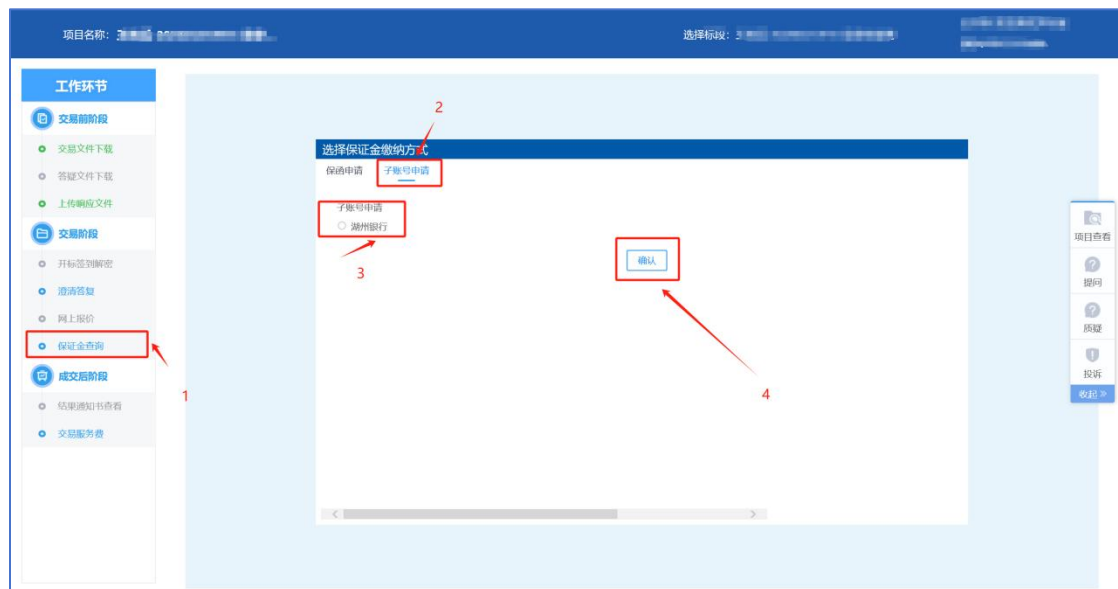 项目名称：
选择标段：
工作环节
交易前阶段
交易文件下载
答疑文件下载
上传响应文件
交易阶段
开标签到解密
澄清答复
网上报价
保证金查询
成交后阶段
结果通知书查看
交易服务费
1
2
选择保证金缴纳方式
保函申请 子账号申请
子账号申请
湖州银行
3
确认
4
项目查看
提问
质疑
投诉
收起 »